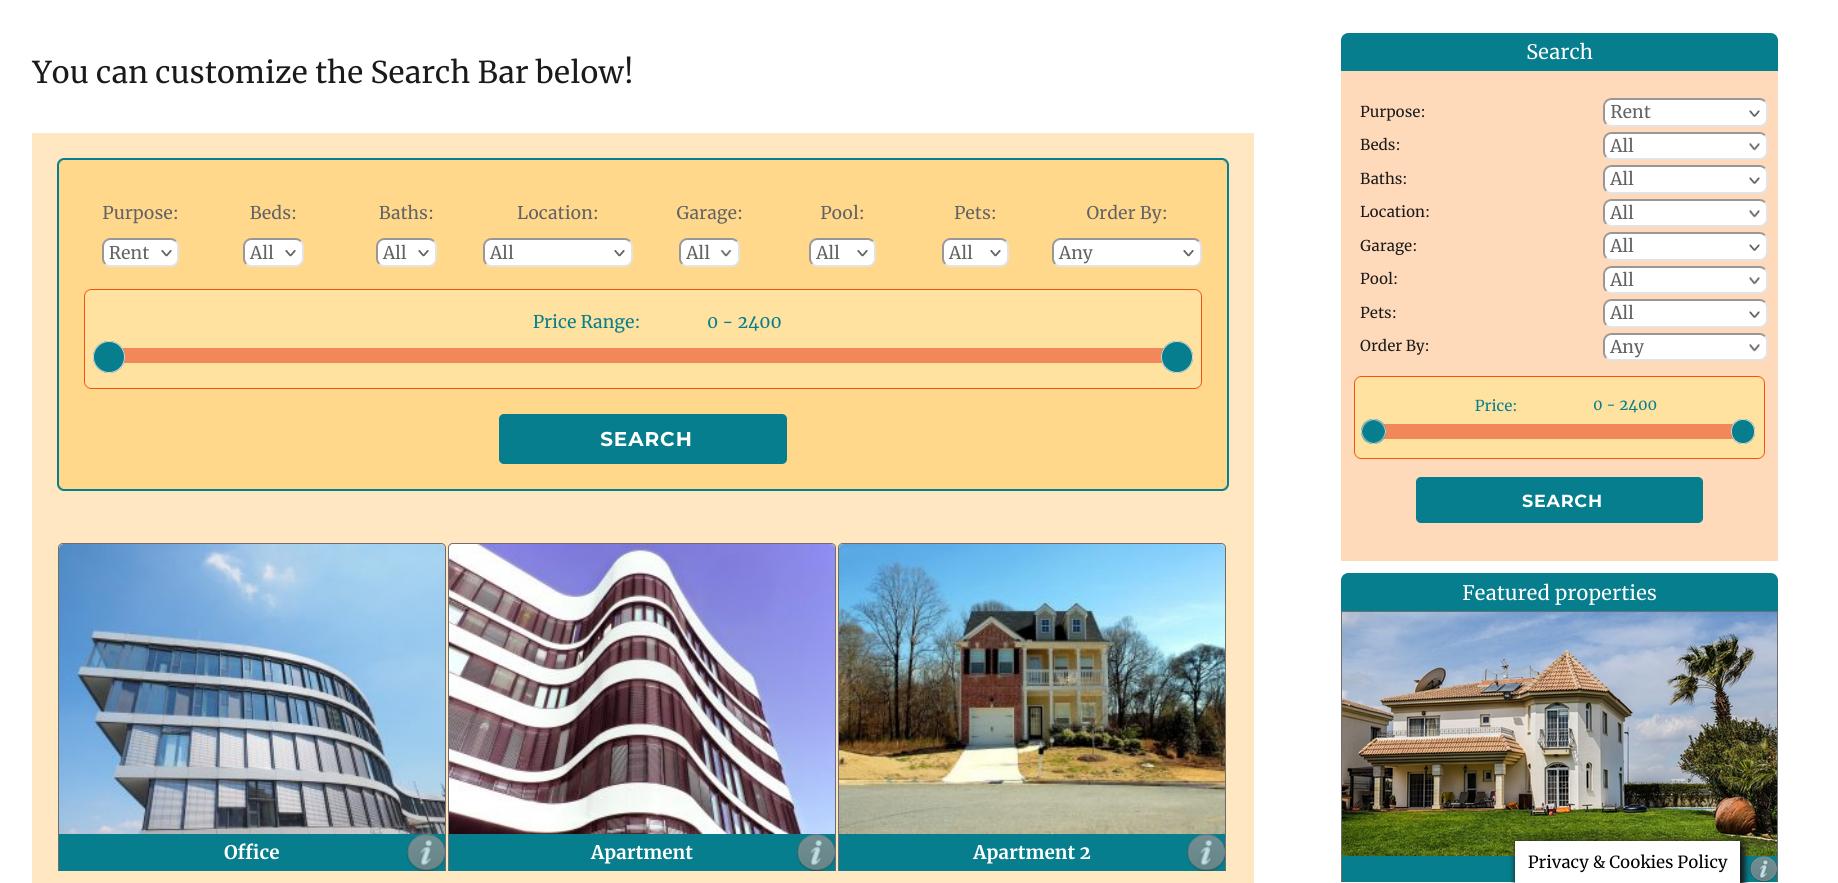 You can customize the Search Bar below!
Purpose: Beds: Baths: Location: Garage: Pool: Pets: Order By:
Rent All All All All All All Any
Price Range: 0 - 2400
SEARCH
Office
Apartment
Apartment 2
Search
Purpose: Rent
Beds: All
Baths: All
Location: All
Garage: All
Pool: All
Pets: All
Order By: Any
Price: 0 - 2400
SEARCH
Featured properties
Privacy & Cookies Policy